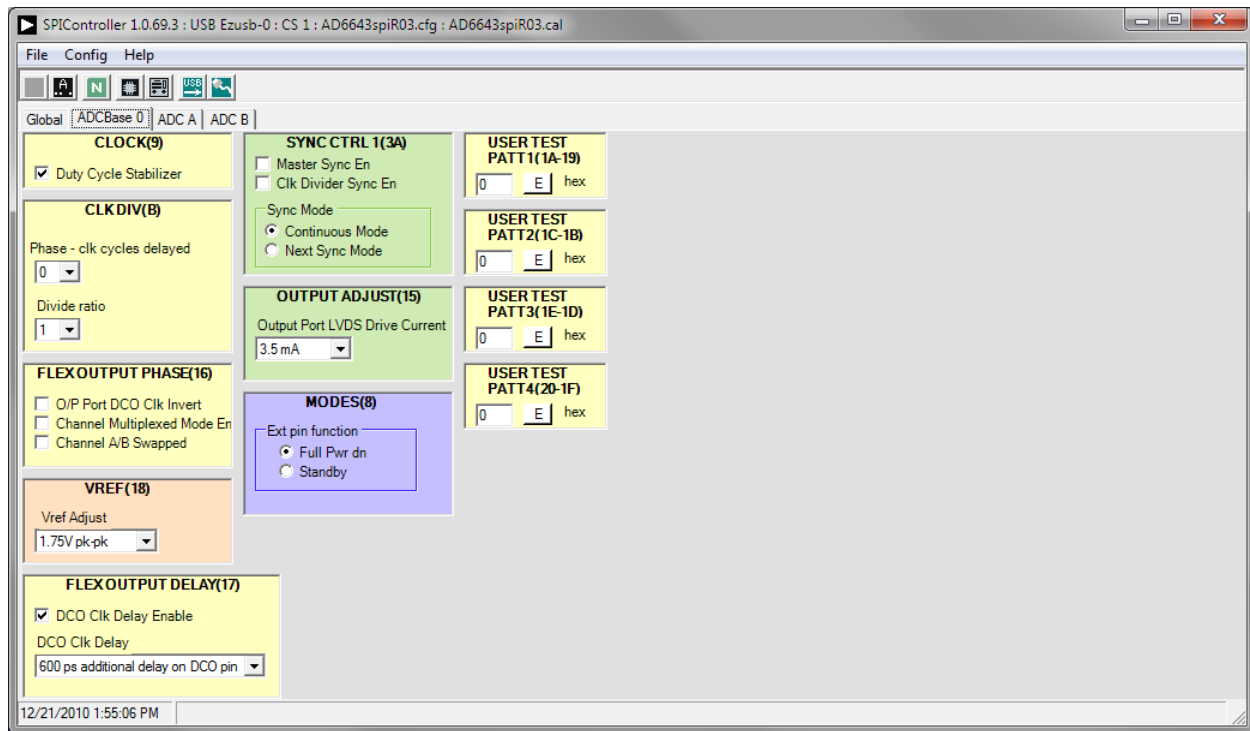 SPIController 1.0.69.3 : USB Ezusb-0 : CS 1 : AD6643spiR03.cfg : AD6643spiR03.cal
File Config Help
A
N
USB
Global ADCBase 0 ADC A ADC B
CLOCK(9)
Duty Cycle Stabilizer
CLK DIV(B)
Phase - clk cycles delayed
0
Divide ratio
1
FLEX OUTPUT PHASE(16)
O/P Port DCO Clk Invert
Channel Multiplexed Mode En
Channel A/B Swapped
VREF(18)
Vref Adjust
1.75V pk-pk
FLEX OUTPUT DELAY(17)
DCO Clk Delay Enable
DCO Clk Delay
600 ps additional delay on DCO pin
SYNC CTRL 1(3A)
Master Sync En
Clk Divider Sync En
Sync Mode
Continuous Mode
Next Sync Mode
OUTPUT ADJUST(15)
Output Port LVDS Drive Current
3.5 mA
MODES(8)
Ext pin function
Full Pwr dn
Standby
USER TEST
PATT1(1A-19)
0 E hex
USER TEST
PATT2(1C-1B)
0 E hex
USER TEST
PATT3(1E-1D)
0 E hex
USER TEST
PATT4(20-1F)
0 E hex
12/21/2010 1:55:06 PM